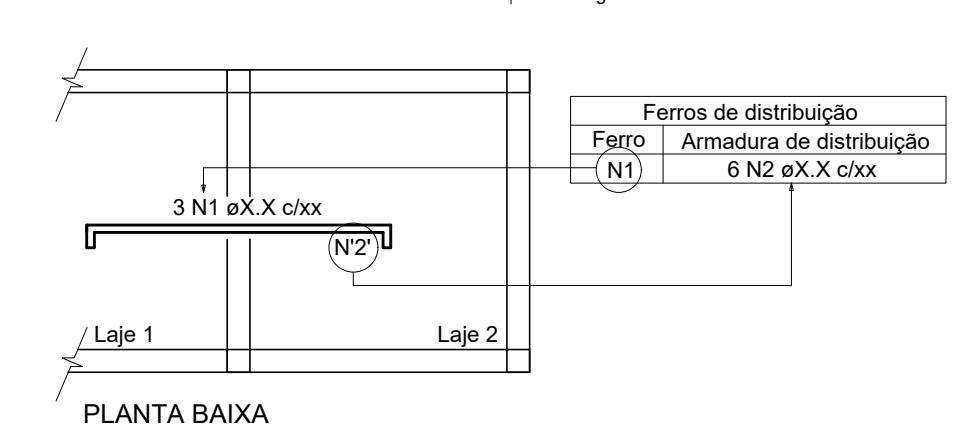 Ferros de distribuição
Ferro Armadura de distribuição
N1 6 N2 øX.X c/xx
3 N1 øX.X c/xx
N'2'
Laje 1 Laje 2
PLANTA BAIXA